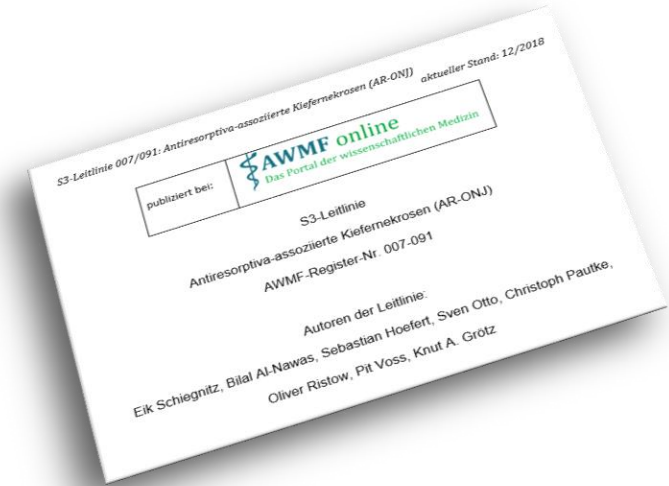 S3-Leitlinie 007/091: Antiresorptiva-assoziierte Kiefernekrosen (AR-ONJ) aktueller Stand: 12/2018
publiziert bei:
AWMF online
Das Portal der wissenschaftlichen Medizin
S3-Leitlinie
Antiresorptiva-assoziierte Kiefernekrosen (AR-ONJ)
AWMF-Register-Nr. 007-091
Autoren der Leitlinie:
Eik Schiegnitz, Bilal Al-Nawas, Sebastian Hoefert, Sven Otto, Christoph Pautke,
Oliver Ristow, Pit Voss, Knut A. Grötz